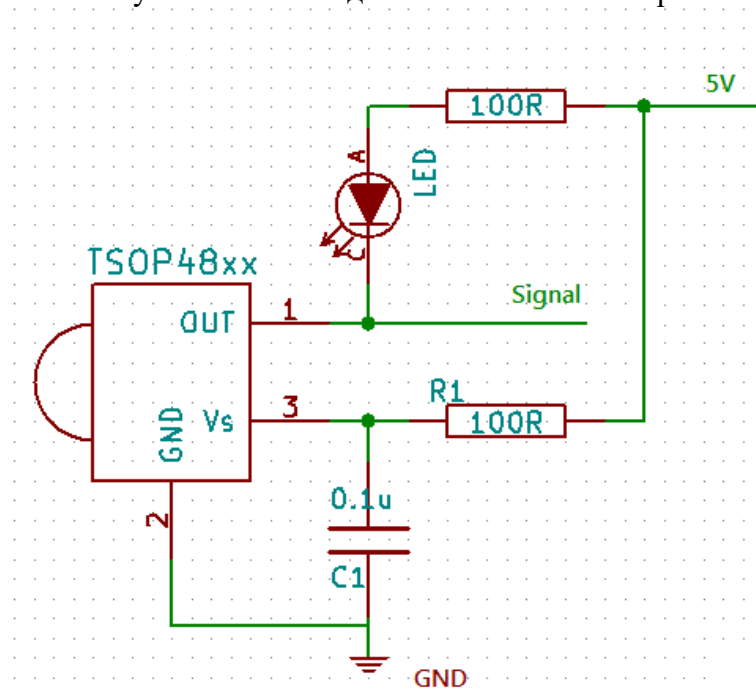 5V
100R
A
LED
C
TSOP48xx
Signal
OUT
1
R1
Vs
3
100R
GND
2
0.1u
C1
GND